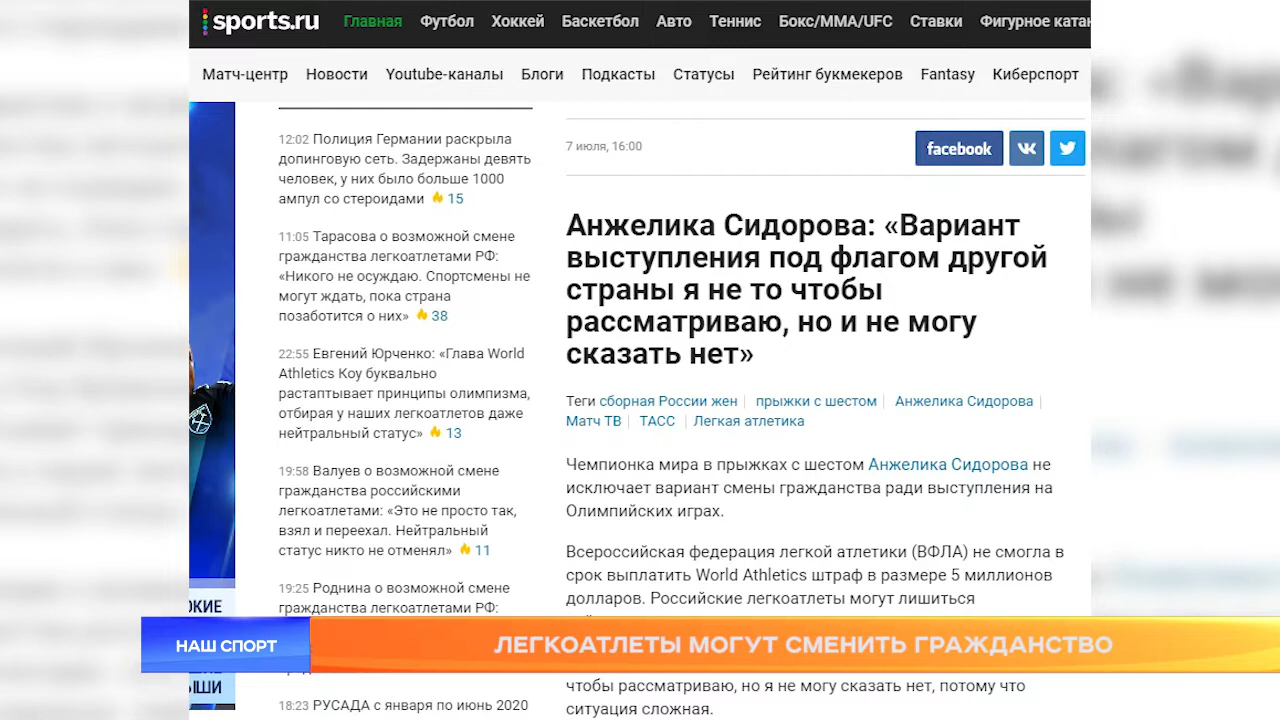 sports.ru
Главная Футбол Хоккей Баскетбол Авто Теннис Бокс/MMA/UFC Ставки Фигурное катан
Матч-центр Новости Youtube-каналы Блоги Подкасты Статусы Рейтинг букмекеров Fantasy Киберспорт
12:02 Полиция Германии раскрыла
допинговую сеть. Задержаны девять
человек, у них было больше 1000
ампул со стероидами 15
11:05 Тарасова о возможной смене
гражданства легкоатлетами РФ:
«Никого не осуждаю. Спортсмены не
могут ждать, пока страна
позаботится о них» 38
22:55 Евгений Юрченко: «Глава World
Athletics Коу буквально
растаптывает принципы олимпизма,
отбирая у наших легкоатлетов даже
нейтральный статус» 13
19:58 Валуев о возможной смене
гражданства российскими
легкоатлетами: «Это не просто так,
взял и переехал. Нейтральный
статус никто не отменял» 11
19:25 Роднина о возможной смене
гражданства легкоатлетами РФ:
18:23 РУСАДА с января по июнь 2020
7 июля, 16:00
facebook
Анжелика Сидорова: «Вариант
выступления под флагом другой
страны я не то чтобы
рассматриваю, но и не могу
сказать нет»
Теги сборная России жен прыжки с шестом Анжелика Сидорова
Матч ТВ ТАСС Легкая атлетика
Чемпионка мира в прыжках с шестом Анжелика Сидорова не
исключает вариант смены гражданства ради выступления на
Олимпийских играх.
Всероссийская федерация легкой атлетики (ВФЛА) не смогла в
срок выплатить World Athletics штраф в размере 5 миллионов
долларов. Российские легкоатлеты могут лишиться
чтобы рассматриваю, но я не могу сказать нет, потому что
ситуация сложная.
НАШ СПОРТ
ЛЕГКОАТЛЕТЫ МОГУТ СМЕНИТЬ ГРАЖДАНСТВО